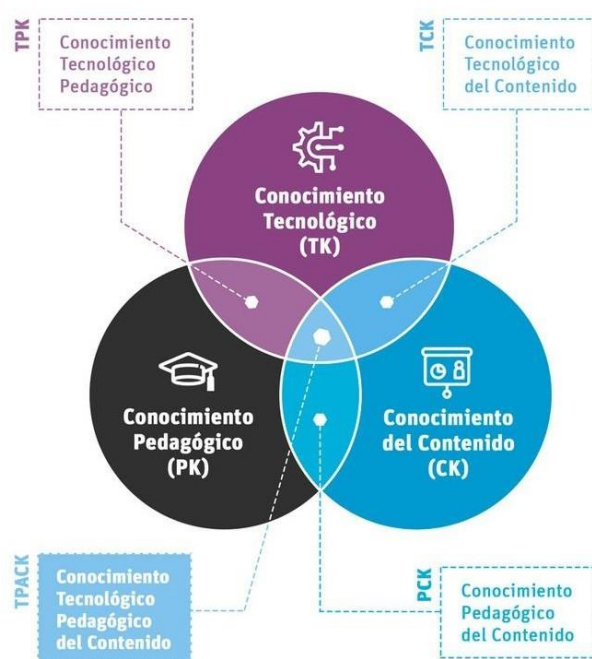 TPK
Conocimiento
Tecnológico
Pedagógico
TCK
Conocimiento
Tecnológico
del Contenido
Conocimiento
Tecnológico
(TK)
Conocimiento
Pedagógico
(PK)
Conocimiento
del Contenido
(CK)
TPACK
Conocimiento
Tecnológico
Pedagógico
del Contenido
PCK
Conocimiento
Pedagógico
del Contenido